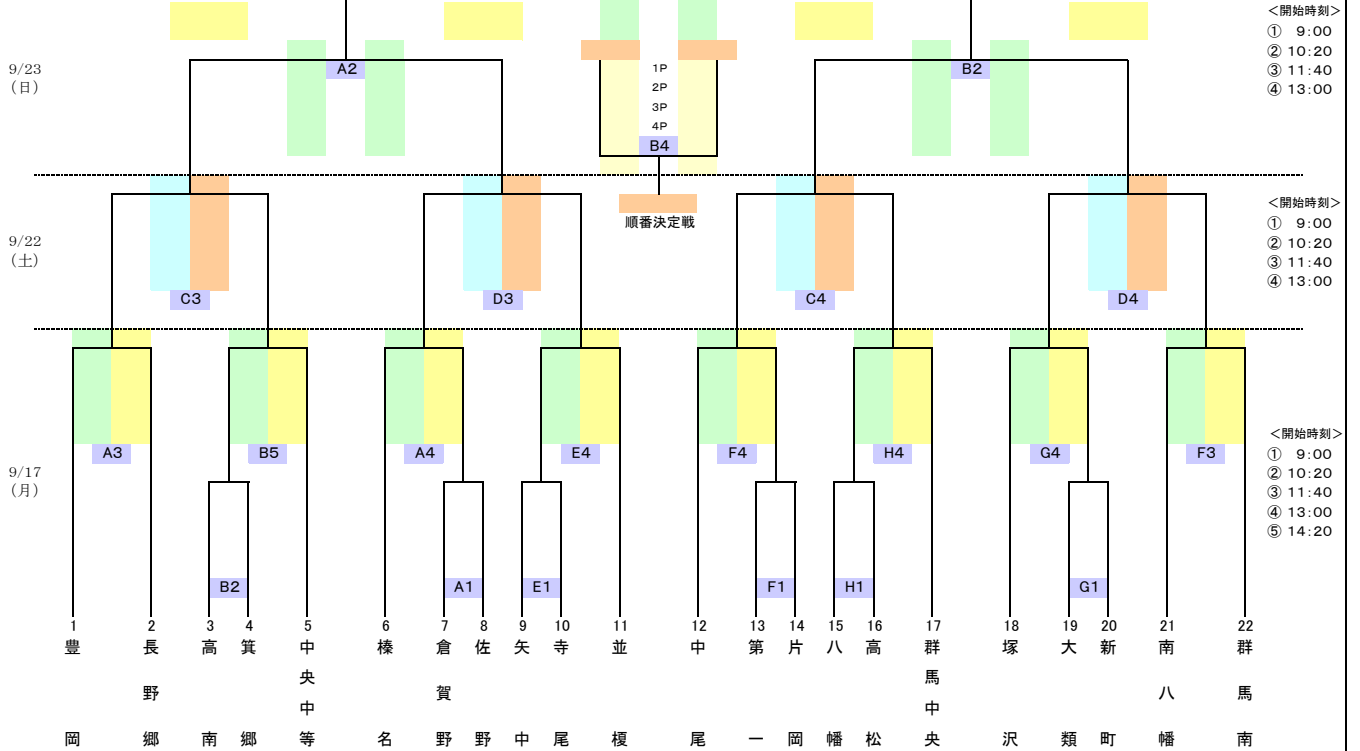 ＜開始時刻＞
① 9:00
② 10:20
③ 11:40
④ 13:00
9/23
（日）
A2
1P
2P
3P
4P
B4
B2
順番決定戦
＜開始時刻＞
① 9:00
② 10:20
③ 11:40
④ 13:00
9/22
（土）
C3
D3
C4
D4
＜開始時刻＞
① 9:00
② 10:20
③ 11:40
④ 13:00
⑤ 14:20
9/17
（月）
A3
B5
A4
E4
F4
H4
G4
F3
B2
A1
E1
F1
H1
G1
1 豊岡
2 長野郷
3 高南
4 箕郷
5 中央中等
6 榛名
7 倉賀野
8 佐野
9 矢中
10 寺尾
11 並榎
12 中尾
13 第一
14 片岡
15 八幡
16 高松
17 群馬中央
18 塚沢
19 大類
20 新町
21 南八幡
22 群馬南